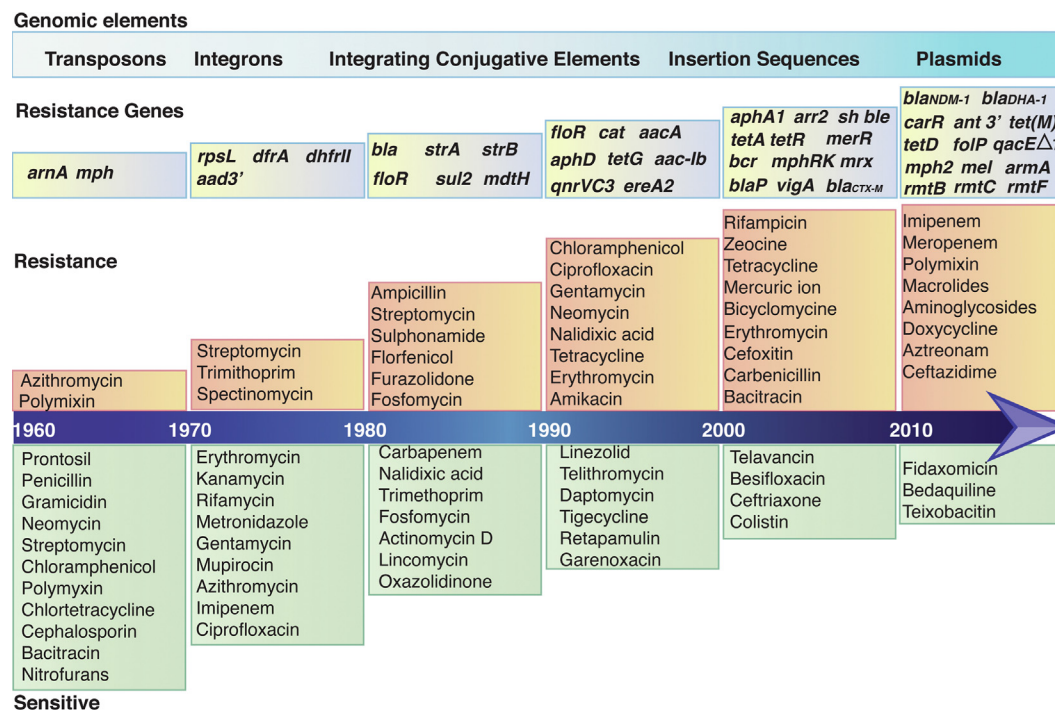 Genomic elements
Transposons Integrons Integrating Conjugative Elements Insertion Sequences Plasmids
Resistance Genes
arnA mph
rpsL dfrA dhfrII
aad3’
bla strA strB
floR sul2 mdtH
floR cat aacA
aphD tetG aac-Ib
qnrVC3 ereA2
aphA1 arr2 sh ble
tetA tetR merR
bcr mphRK mrx
blaP vigA blaCTX-M
blaNDM-1 blaDHA-1
carR ant 3’ tet(M)
tetD folP qacE△
mph2 mel armA
rmtB rmtC rmtF
Resistance
Azithromycin
Polymixin
Streptomycin
Trimithoprim
Spectinomycin
Ampicillin
Streptomycin
Sulphonamide
Florfenicol
Furazolidone
Fosfomycin
Chloramphenicol
Ciprofloxacin
Gentamycin
Neomycin
Nalidixic acid
Tetracycline
Erythromycin
Amikacin
Rifampicin
Zeocine
Tetracycline
Mercuric ion
Bicyclomycine
Erythromycin
Cefoxitin
Carbenicillin
Bacitracin
Imipenem
Meropenem
Polymixin
Macrolides
Aminoglycosides
Doxycycline
Aztreonam
Ceftazidime
1960 1970 1980 1990 2000 2010
Prontosil
Penicillin
Gramicidin
Neomycin
Streptomycin
Chloramphenicol
Polymyxin
Chlortetracycline
Cephalosporin
Bacitracin
Nitrofurans
Erythromycin
Kanamycin
Rifamycin
Metronidazole
Gentamycin
Mupirocin
Azithromycin
Imipenem
Ciprofloxacin
Carbapenem
Nalidixic acid
Trimethoprim
Fosfomycin
Actinomycin D
Lincomycin
Oxazolidinone
Linezolid
Telithromycin
Daptomycin
Tigecycline
Retapamulin
Garenoxacin
Telavancin
Besifloxacin
Ceftriaxone
Colistin
Fidaxomicin
Bedaquiline
Teixobacitin
Sensitive